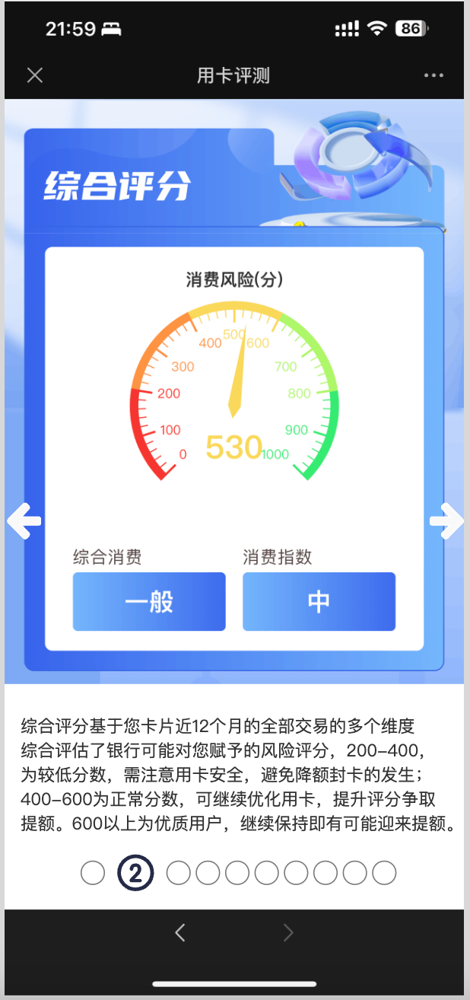 21:59
86
用卡评测
综合评分
消费风险(分)
500
400
600
300
700
200
800
100
900
0
530
1000
综合消费
消费指数
一般
中
综合评分基于您卡片近12个月的全部交易的多个维度
综合评估了银行可能对您赋予的风险评分，200-400，
为较低分数，需注意用卡安全，避免降额封卡的发生；
400-600为正常分数，可继续优化用卡，提升评分争取
提额。600以上为优质用户，继续保持即有可能迎来提额。
2